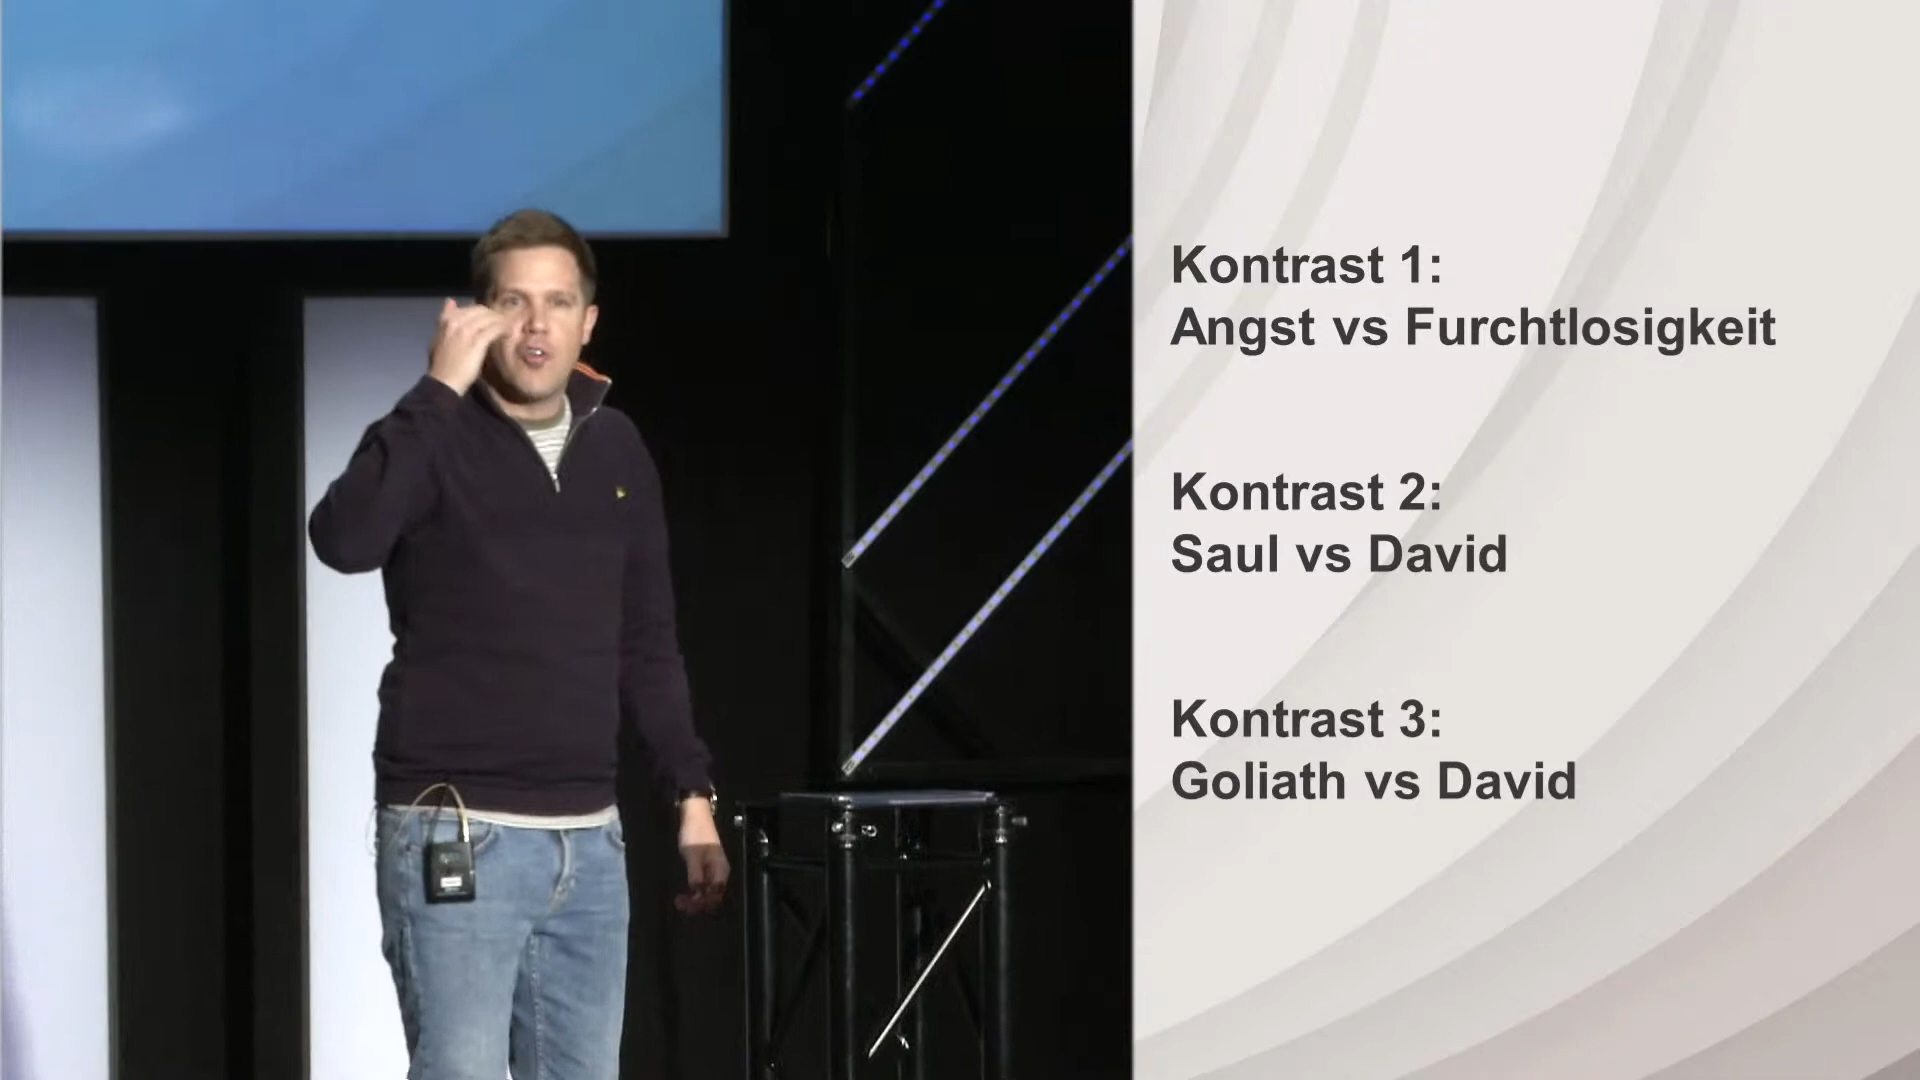 Kontrast 1:
Angst vs Furchtlosigkeit
Kontrast 2:
Saul vs David
Kontrast 3:
Goliath vs David